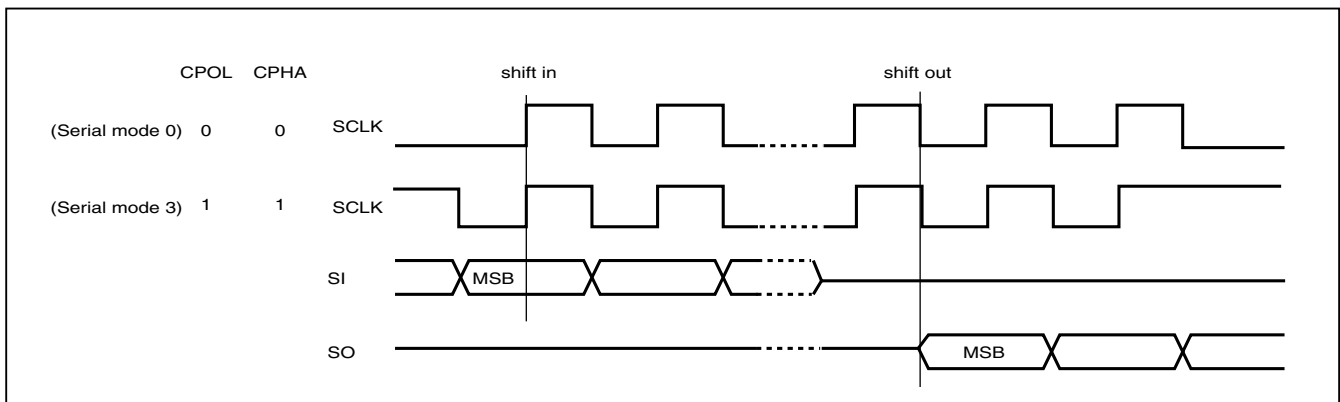 CPOL CPHA shift in shift out
(Serial mode 0) 0 0 SCLK
(Serial mode 3) 1 1 SCLK
SI MSB
SO MSB